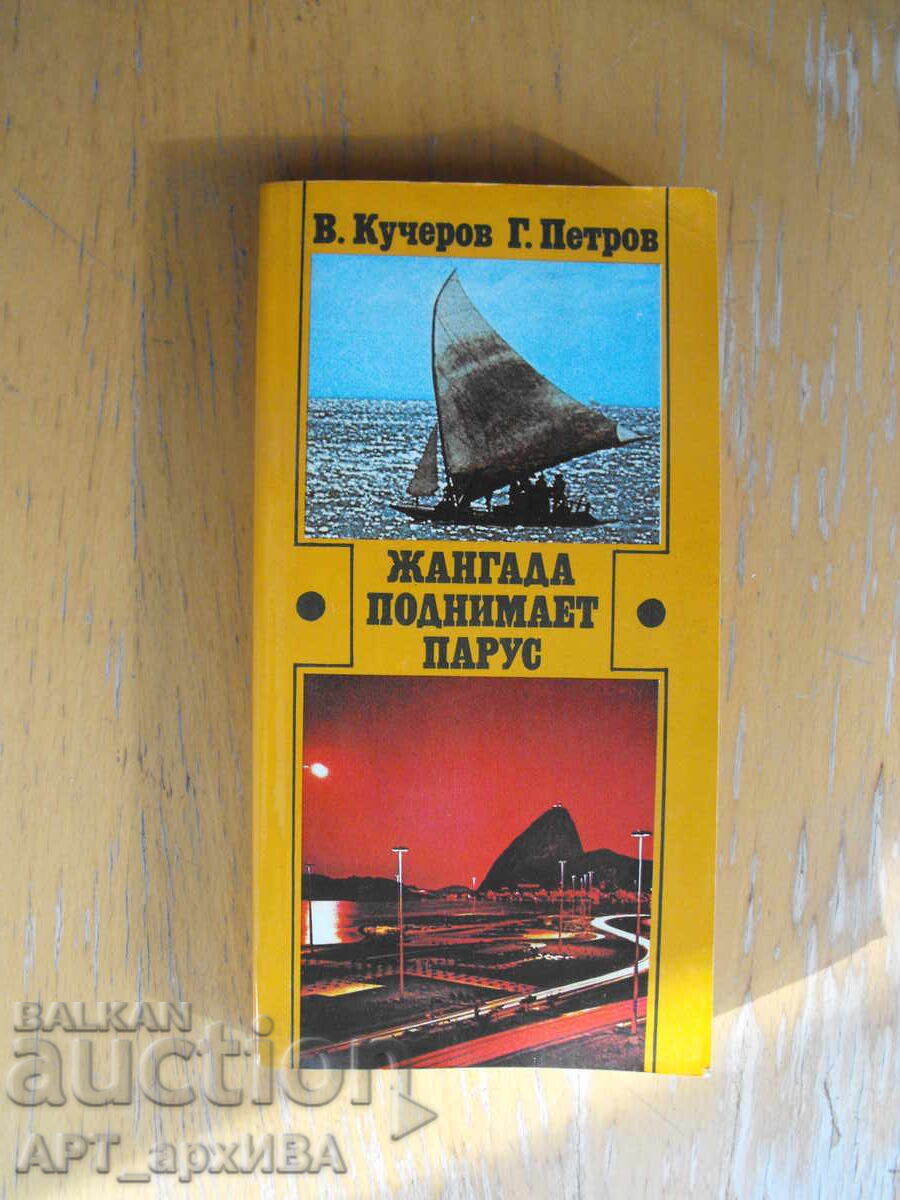 В. Кучеров Г. Петров
ЖАНГАДА
ПОДНИМАЕТ
ПАРУС
BALKAN
auction
АРТ_архИВА